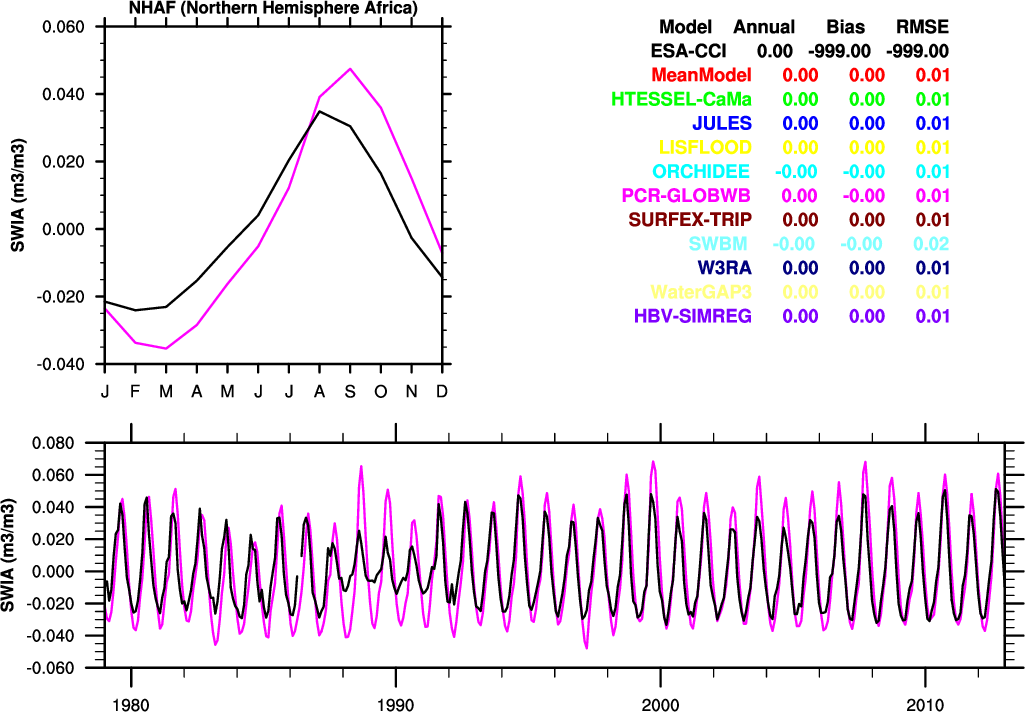 NHAF (Northern Hemisphere Africa)
0.060
0.040
0.020
0.000
-0.020
-0.040
SWIA (m3/m3)
J F M A M J J A S O N D
Model Annual Bias RMSE
ESA-CCI 0.00 -999.00 -999.00
MeanModel 0.00 0.00 0.01
HTESSEL-CaMa 0.00 0.00 0.01
JULES 0.00 0.00 0.01
LISFLOOD 0.00 0.00 0.01
ORCHIDEE -0.00 -0.00 0.01
PCR-GLOBWB 0.00 -0.00 0.01
SURFEX-TRIP 0.00 0.00 0.01
SWBM -0.00 -0.00 0.02
W3RA 0.00 0.00 0.01
WaterGAP3 0.00 0.00 0.01
HBV-SIMREG 0.00 0.00 0.01
0.080
0.060
0.040
0.020
0.000
-0.020
-0.040
-0.060
SWIA (m3/m3)
1980 1990 2000 2010